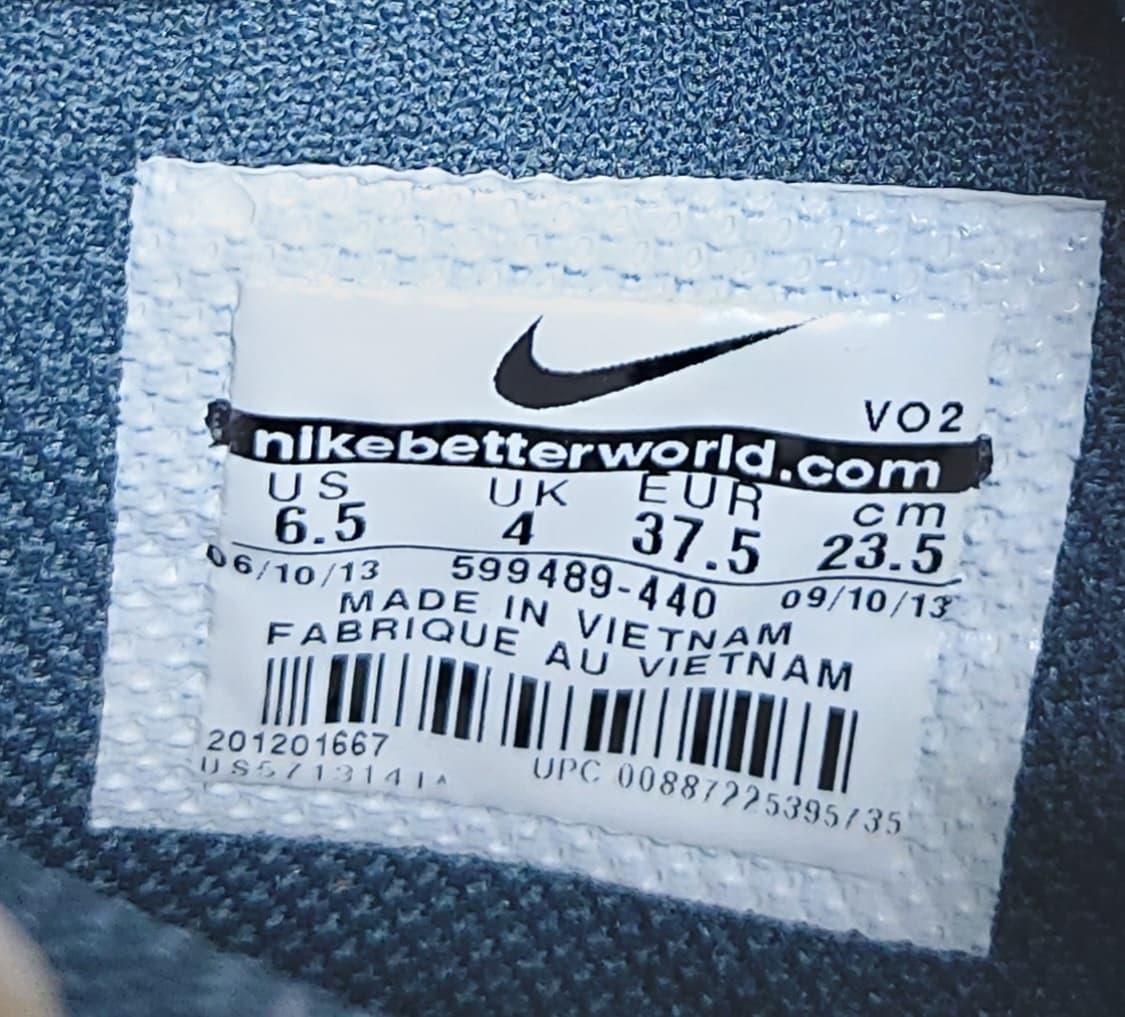 VO2
nikebetterworld.com
US UK EUR cm
6.5 4 37.5 23.5
06/10/13 599489-440 09/10/13
MADE IN VIETNAM
FABRIQUE AU VIETNAM
201201667
UPC 00887225395735